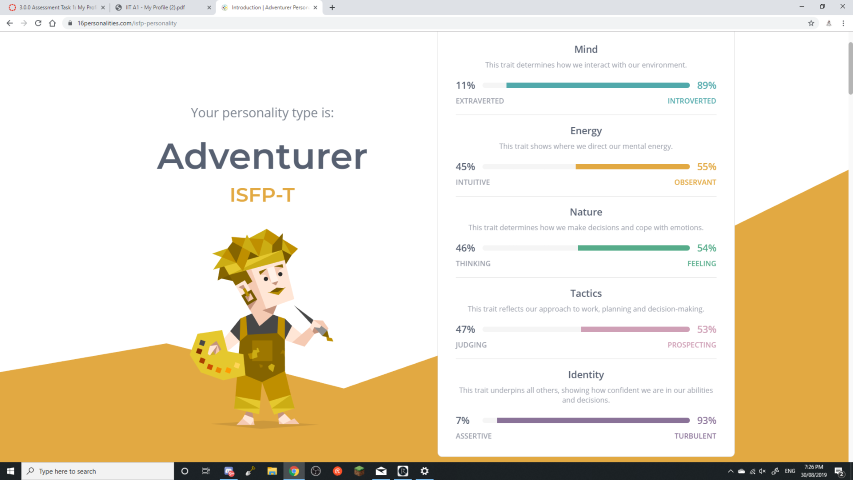 3.0.0 Assessment Task 1: My Prof
IIT A1 - My Profile (2).pdf
Introduction | Adventurer Person
16personalities.com/isfp-personality
Your personality type is:
Adventurer
ISFP-T
Mind
This trait determines how we interact with our environment.
11% 89%
EXTRAVERTED INTROVERTED
Energy
This trait shows where we direct our mental energy.
45% 55%
INTUITIVE OBSERVANT
Nature
This trait determines how we make decisions and cope with emotions.
46% 54%
THINKING FEELING
Tactics
This trait reflects our approach to work, planning and decision-making.
47% 53%
JUDGING PROSPECTING
Identity
This trait underpins all others, showing how confident we are in our abilities
and decisions.
7% 93%
ASSERTIVE TURBULENT
Type here to search
ENG
7:26 PM
30/08/2019